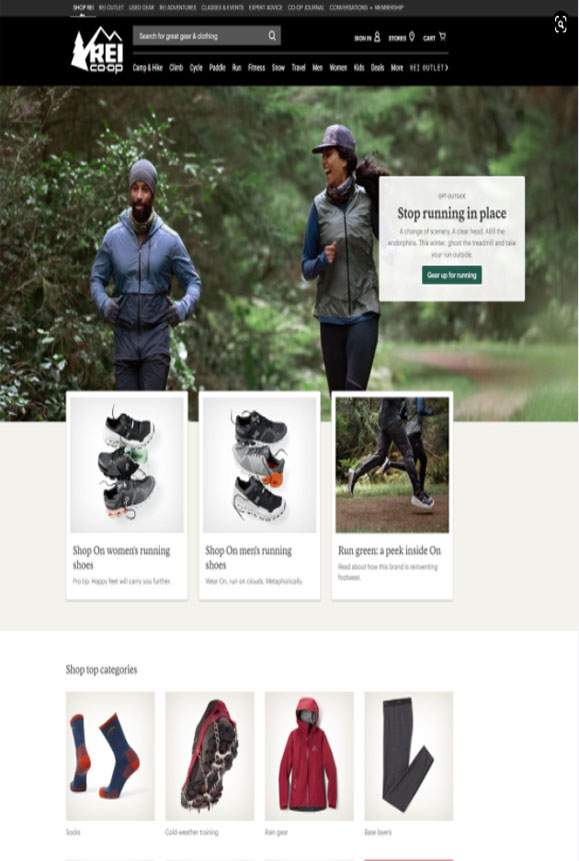 SHOP REI REI OUTLET USED GEAR REI ADVENTURES CLASSES & EVENTS EXPERT ADVICE CO-OP JOURNAL CONVERSATIONS + MEMBERSHIP
REI
CO·OP
Search for great gear & clothing
SIGN IN STORES CART
Camp & Hike Climb Cycle Paddle Run Fitness Snow Travel Men Women Kids Deals More REI OUTLET
OPT OUTSIDE
Stop running in place
A change of scenery. A clear head. Allll the
endorphins. This winter, ghost the treadmill and take
your run outside.
Gear up for running
Shop On women's running
shoes
Pro tip: Happy feet will carry you further.
Shop On men's running
shoes
Wear On, run on clouds. Metaphorically.
Run green: a peek inside On
Read about how this brand is reinventing
footwear.
Shop top categories
Socks
Cold-weather training
Rain gear
Base layers